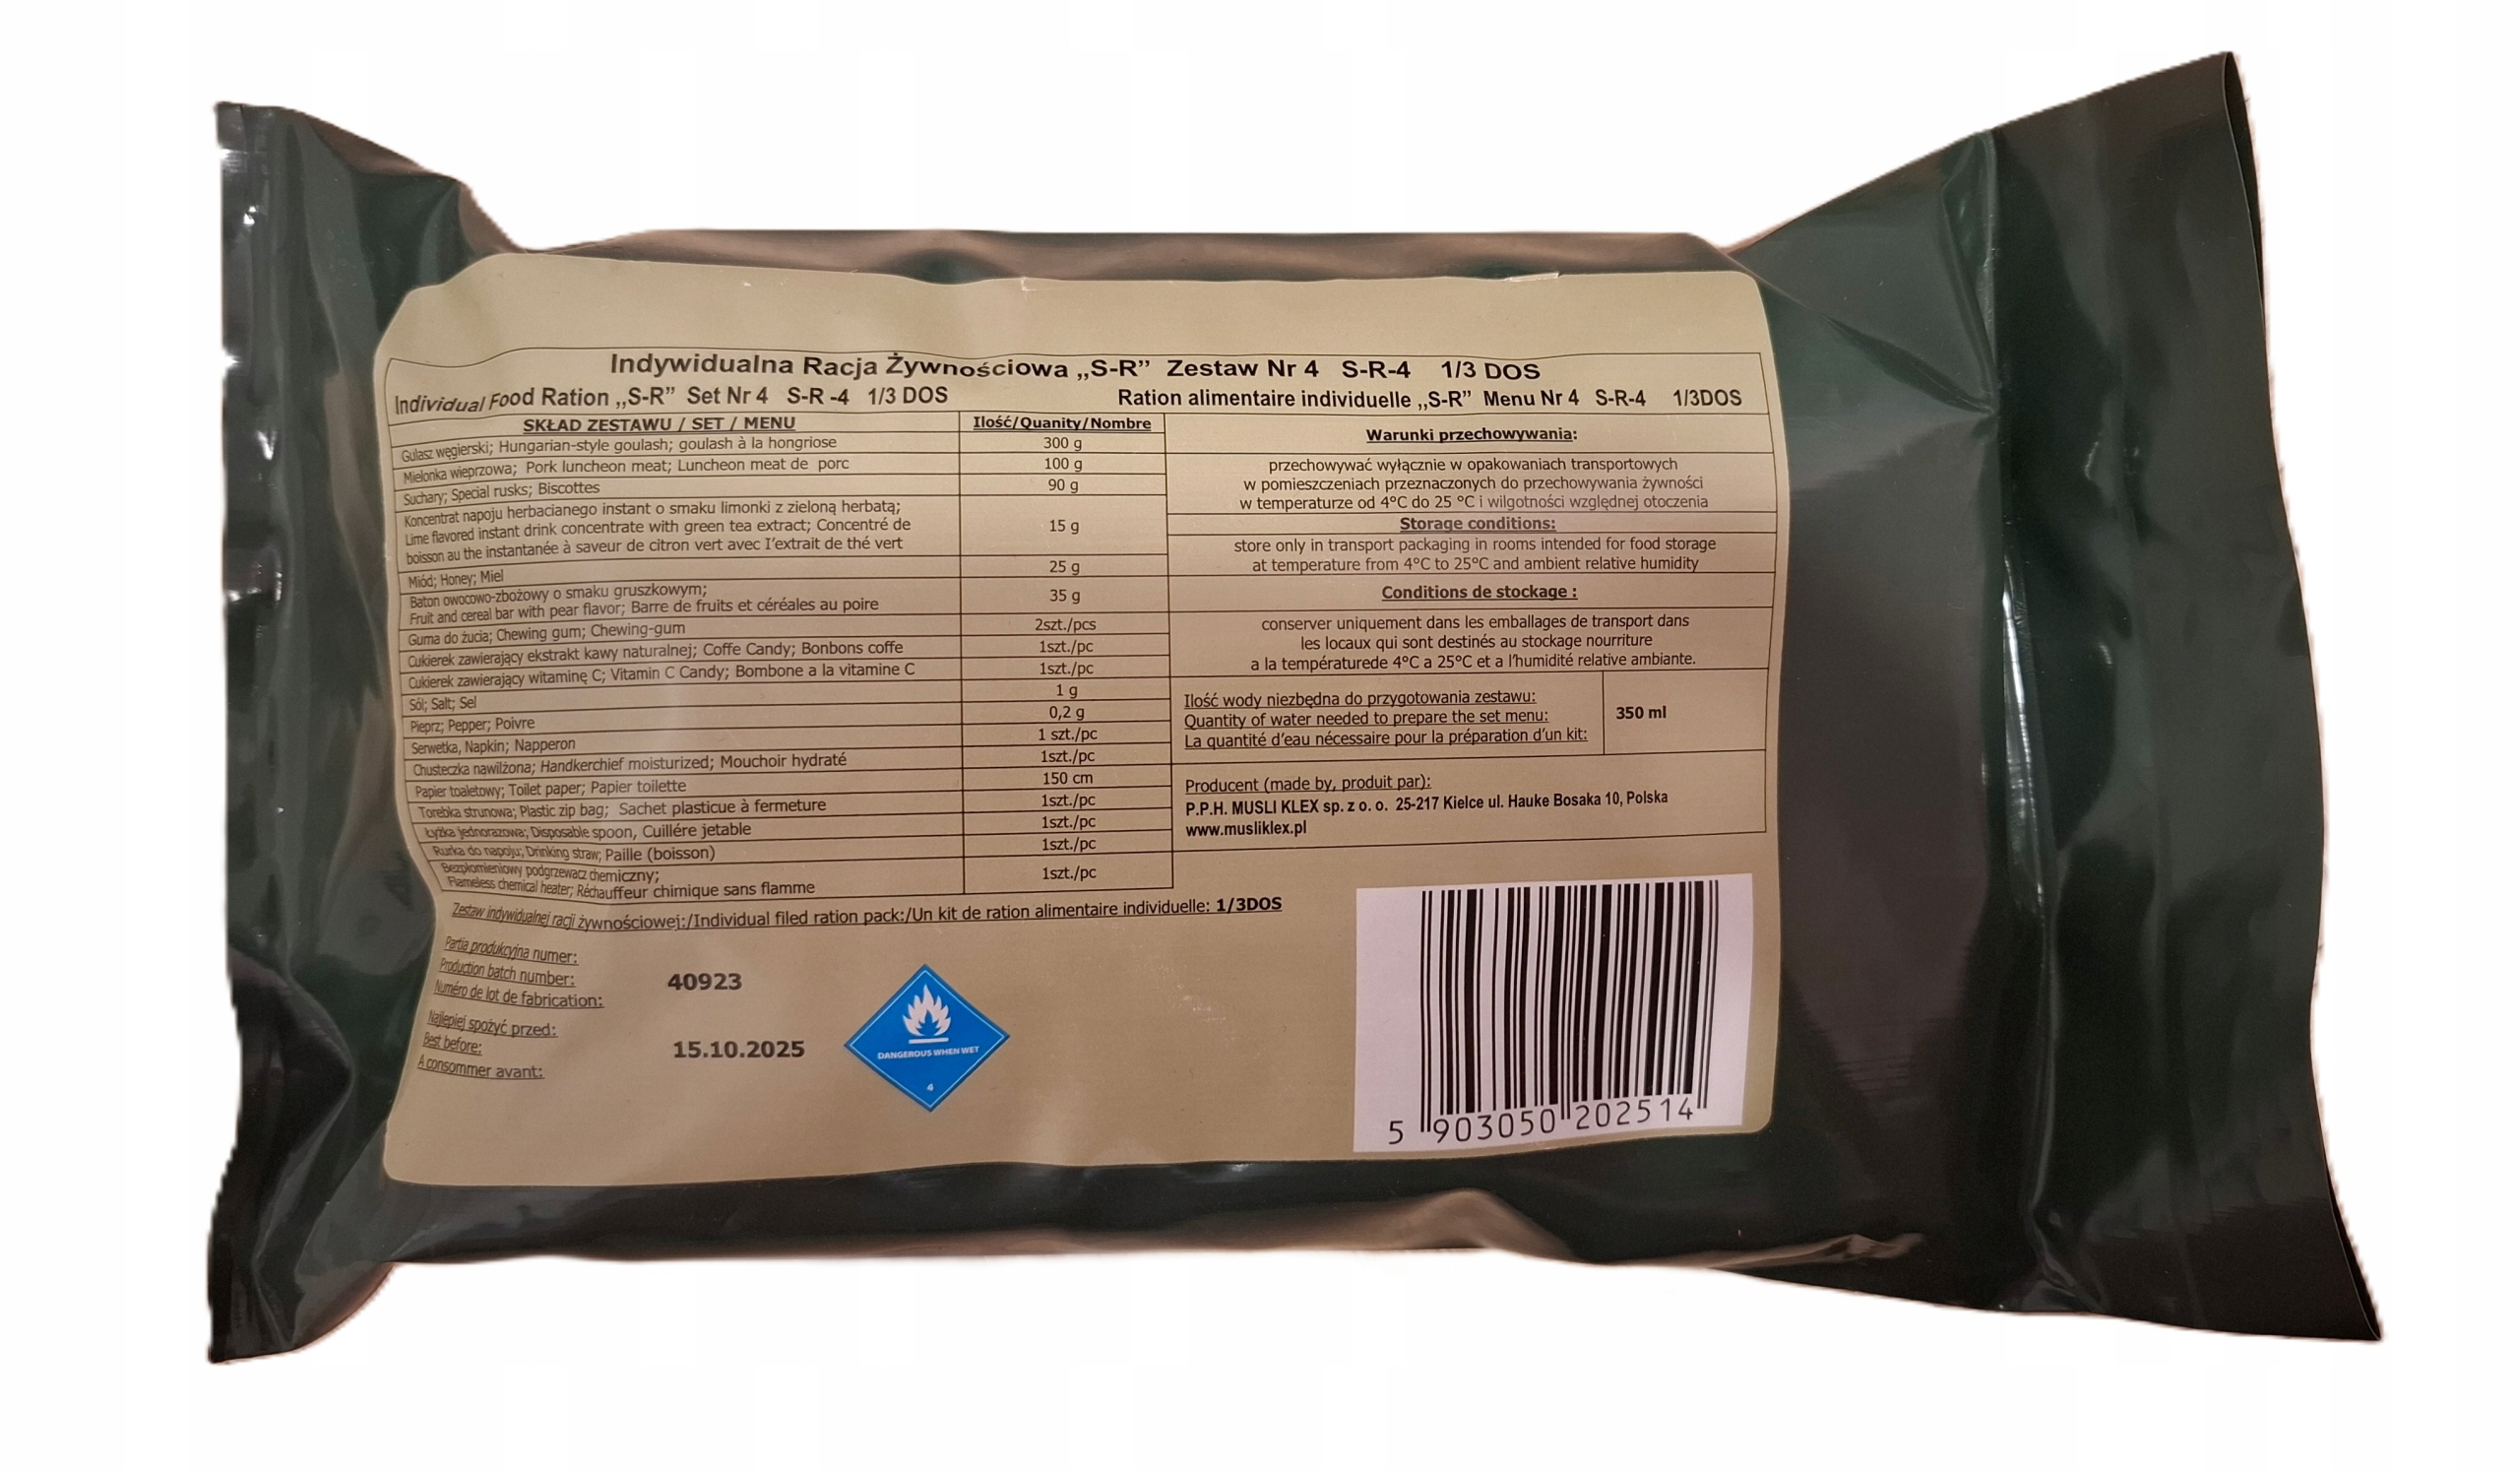 Indywidualna Racja Żywnościowa „S-R” Zestaw Nr 4 S-R-4 1/3 DOS
Individual Food Ration „S-R” Set Nr 4 S-R -4 1/3 DOS
Ration alimentaire individuelle „S-R” Menu Nr 4 S-R-4 1/3DOS
SKŁAD ZESTAWU / SET / MENU Ilość/Quanity/Nombre
Gulasz węgierski; Hungarian-style goulash; goulash à la hongriose 300 g
Mielonka wieprzowa; Pork luncheon meat; Luncheon meat de porc 100 g
Suchary; Special rusks; Biscottes 90 g
Koncentrat napoju herbacianego instant o smaku limonki z zieloną herbatą;
Lime flavored instant drink concentrate with green tea extract; Concentré de 15 g
boisson au the instantanée à saveur de citron vert avec I’extrait de thé vert
Miód; Honey; Miel 25 g
Baton owocowo-zbożowy o smaku gruszkowym;
Fruit and cereal bar with pear flavor; Barre de fruits et céréales au poire 35 g
Guma do żucia; Chewing gum; Chewing-gum 2szt./pcs
Cukierek zawierający ekstrakt kawy naturalnej; Coffe Candy; Bonbons coffe 1szt./pc
Cukierek zawierający witaminę C; Vitamin C Candy; Bombone a la vitamine C 1szt./pc
Sól; Salt; Sel 1 g
Pieprz; Pepper; Poivre 0,2 g
Serwetka, Napkin; Napperon 1 szt./pc
Chusteczka nawilżona; Handkerchief moisturized; Mouchoir hydraté 1szt./pc
Papier toaletowy; Toilet paper; Papier toilette 150 cm
Torebka strunowa; Plastic zip bag; Sachet plasticue à fermeture 1szt./pc
Łyżka jednorazowa; Disposable spoon, Cuillére jetable 1szt./pc
Rurka do napoju; Drinking straw; Paille (boisson) 1szt./pc
Bezpłomieniowy podgrzewacz chemiczny;
Flameless chemical heater; Réchauffeur chimique sans flamme 1szt./pc
Warunki przechowywania:
przechowywać wyłącznie w opakowaniach transportowych
w pomieszczeniach przeznaczonych do przechowywania żywności
w temperaturze od 4°C do 25 °C i wilgotności względnej otoczenia
Storage conditions:
store only in transport packaging in rooms intended for food storage
at temperature from 4°C to 25°C and ambient relative humidity
Conditions de stockage :
conserver uniquement dans les emballages de transport dans
les locaux qui sont destinés au stockage nourriture
a la températurede 4°C a 25°C et a l’humidité relative ambiante.
Ilość wody niezbędna do przygotowania zestawu:
Quantity of water needed to prepare the set menu: 350 ml
La quantité d’eau nécessaire pour la préparation d’un kit:
Producent (made by, produit par):
P.P.H. MUSLI KLEX sp. z o. o. 25-217 Kielce ul. Hauke Bosaka 10, Polska
www.musliklex.pl
Zestaw indywidualnej racji żywnościowej:/Individual filed ration pack:/Un kit de ration alimentaire individuelle: 1/3DOS
Partia produkcyjna numer:
Production batch number: 40923
Numéro de lot de fabrication:
Najlepiej spożyć przed:
Best before: 15.10.2025
A consommer avant:
DANGEROUS WHEN WET
4
5 903050 202514